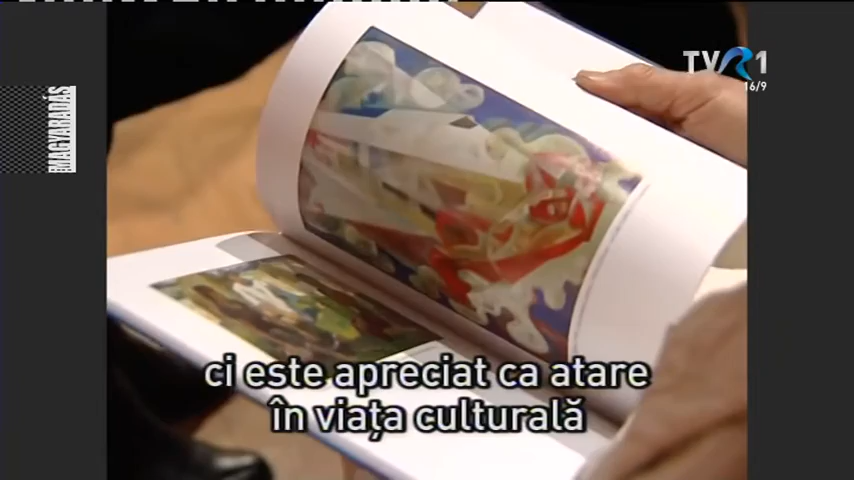 TVR1
16/9
MAGYARADÁS
ci este apreciat ca atare
în viața culturală